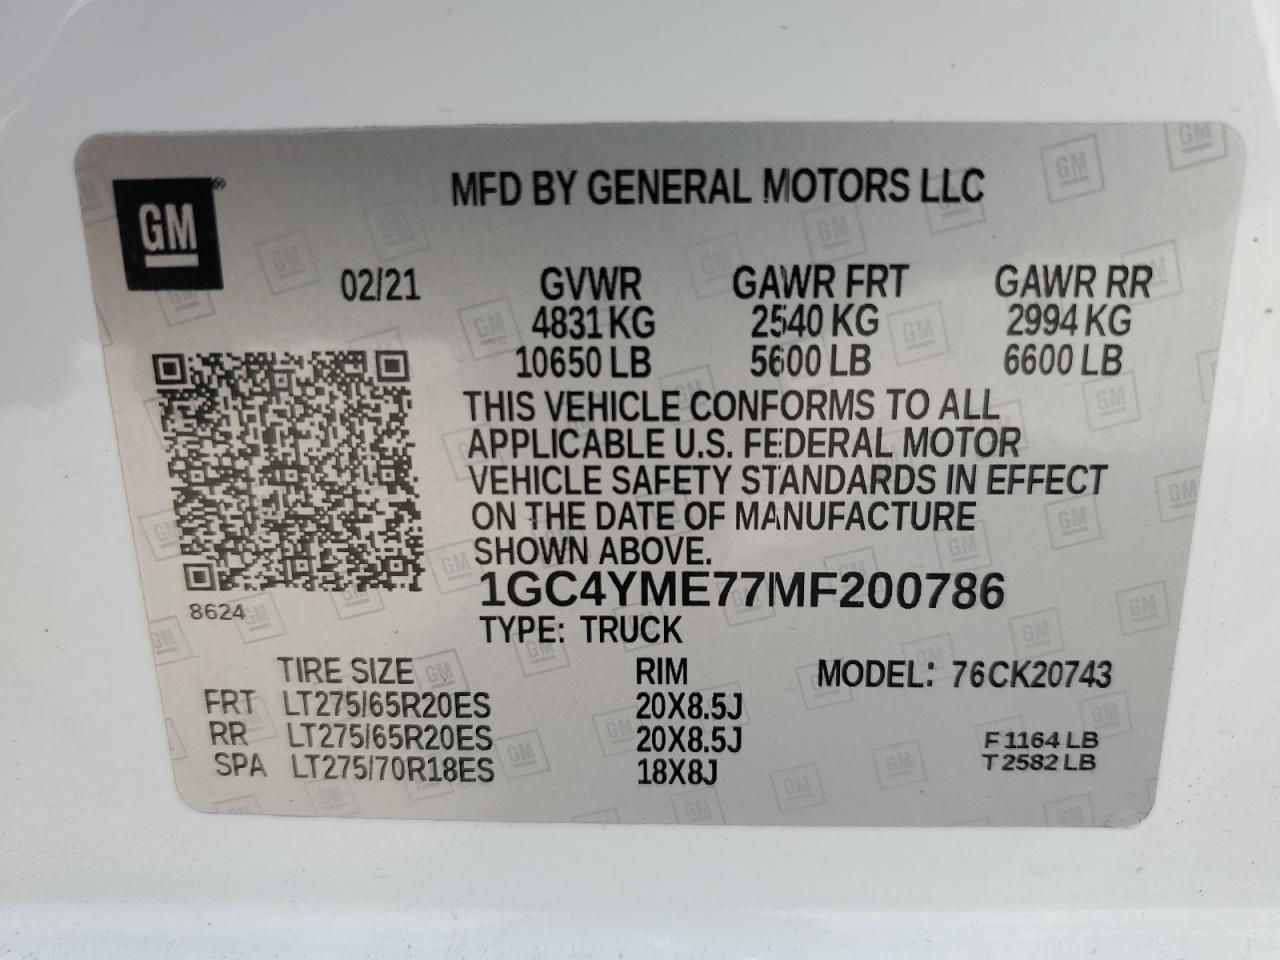 GM®
MFD BY GENERAL MOTORS LLC
02/21 GVWR GAWR FRT GAWR RR
4831 KG 2540 KG 2994 KG
10650 LB 5600 LB 6600 LB
THIS VEHICLE CONFORMS TO ALL
APPLICABLE U.S. FEDERAL MOTOR
VEHICLE SAFETY STANDARDS IN EFFECT
ON THE DATE OF MANUFACTURE
SHOWN ABOVE.
8624
1GC4YME77MF200786
TYPE: TRUCK
TIRE SIZE RIM MODEL: 76CK20743
FRT LT275/65R20ES 20X8.5J
RR LT275/65R20ES 20X8.5J F1164 LB
SPA LT275/70R18ES 18X8J T2582 LB